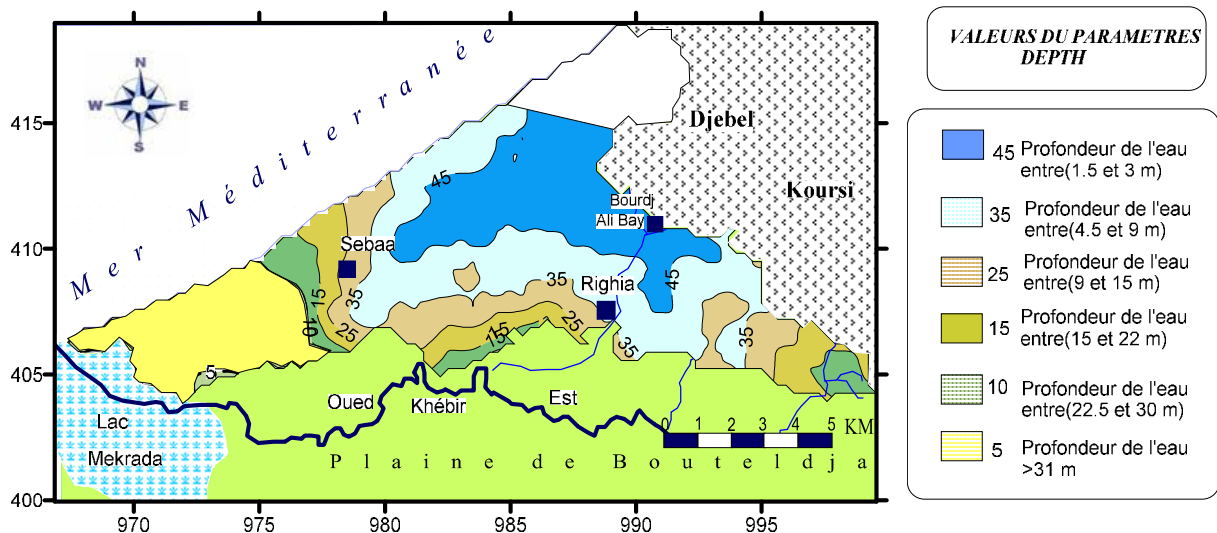 VALEURS DU PARAMETRES
DEPTH
45 Profondeur de l'eau
entre(1.5 et 3 m)
35 Profondeur de l'eau
entre(4.5 et 9 m)
25 Profondeur de l'eau
entre(9 et 15 m)
15 Profondeur de l'eau
entre(15 et 22 m)
10 Profondeur de l'eau
entre(22.5 et 30 m)
5 Profondeur de l'eau
>31 m
N
W E
S
Mer Méditerranée
Djebel
Koursi
Bourdj
Ali Bay
Sebaa
Righia
45
45
35
35
35
35
25
25
15
15
15
10
5
Oued
Khébir
Est
Lac
Mekrada
Plaine de Bouteldja
0 1 2 3 4 5 KM
415
410
405
400
970 975 980 985 990 995